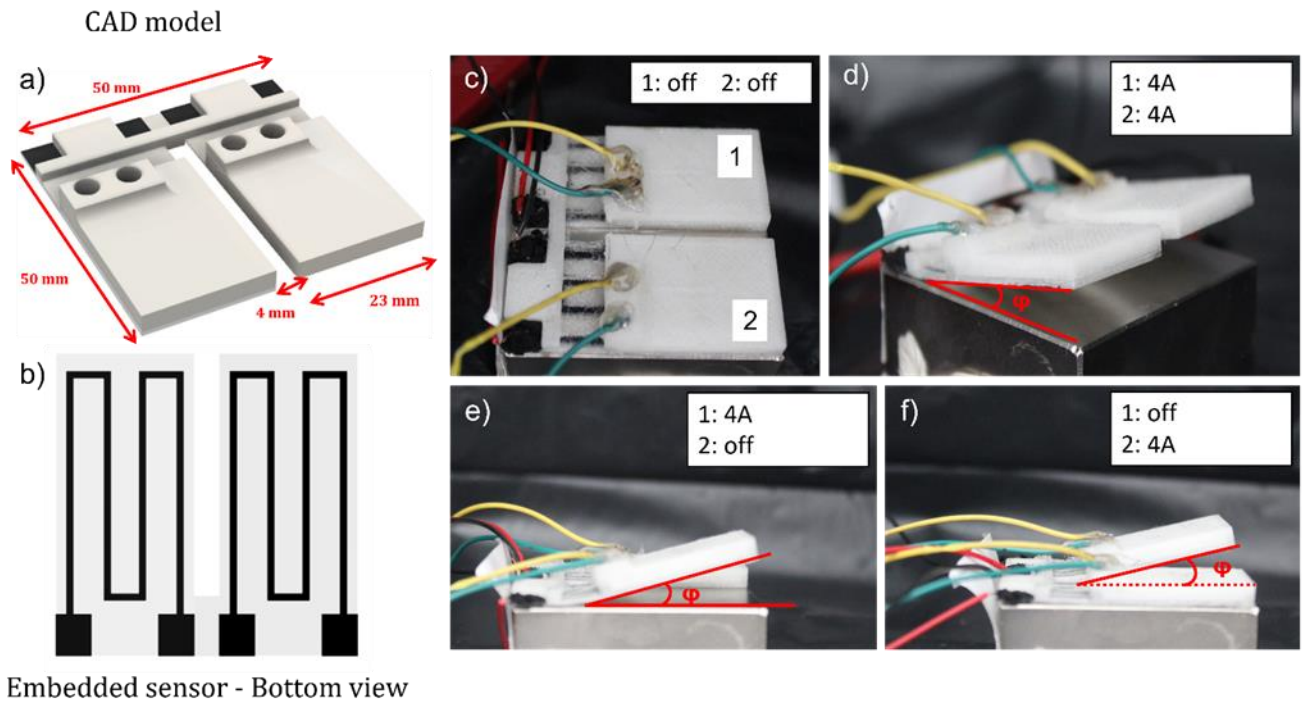 CAD model
a)
50 mm
50 mm
4 mm
23 mm
b)
Embedded sensor - Bottom view
c)
1: off 2: off
1
2
d)
1: 4A
2: 4A
φ
e)
1: 4A
2: off
φ
f)
1: off
2: 4A
φ